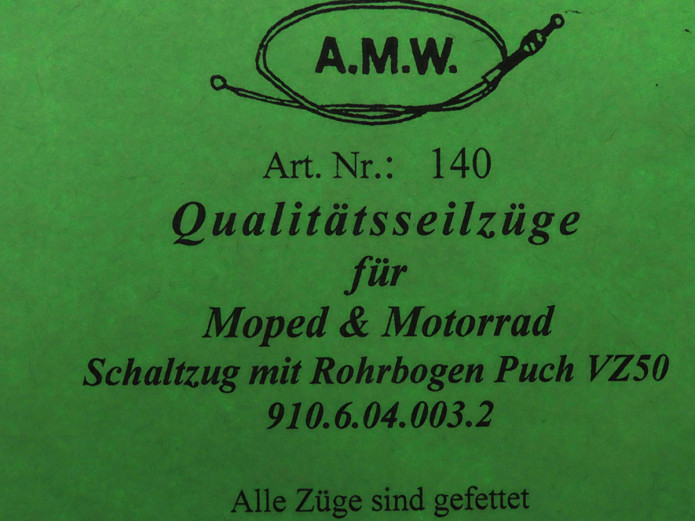 A.M.W.
Art. Nr.: 140
Qualitätsseilzüge
für
Moped & Motorrad
Schaltzug mit Rohrbogen Puch VZ50
910.6.04.003.2
Alle Züge sind gefettet